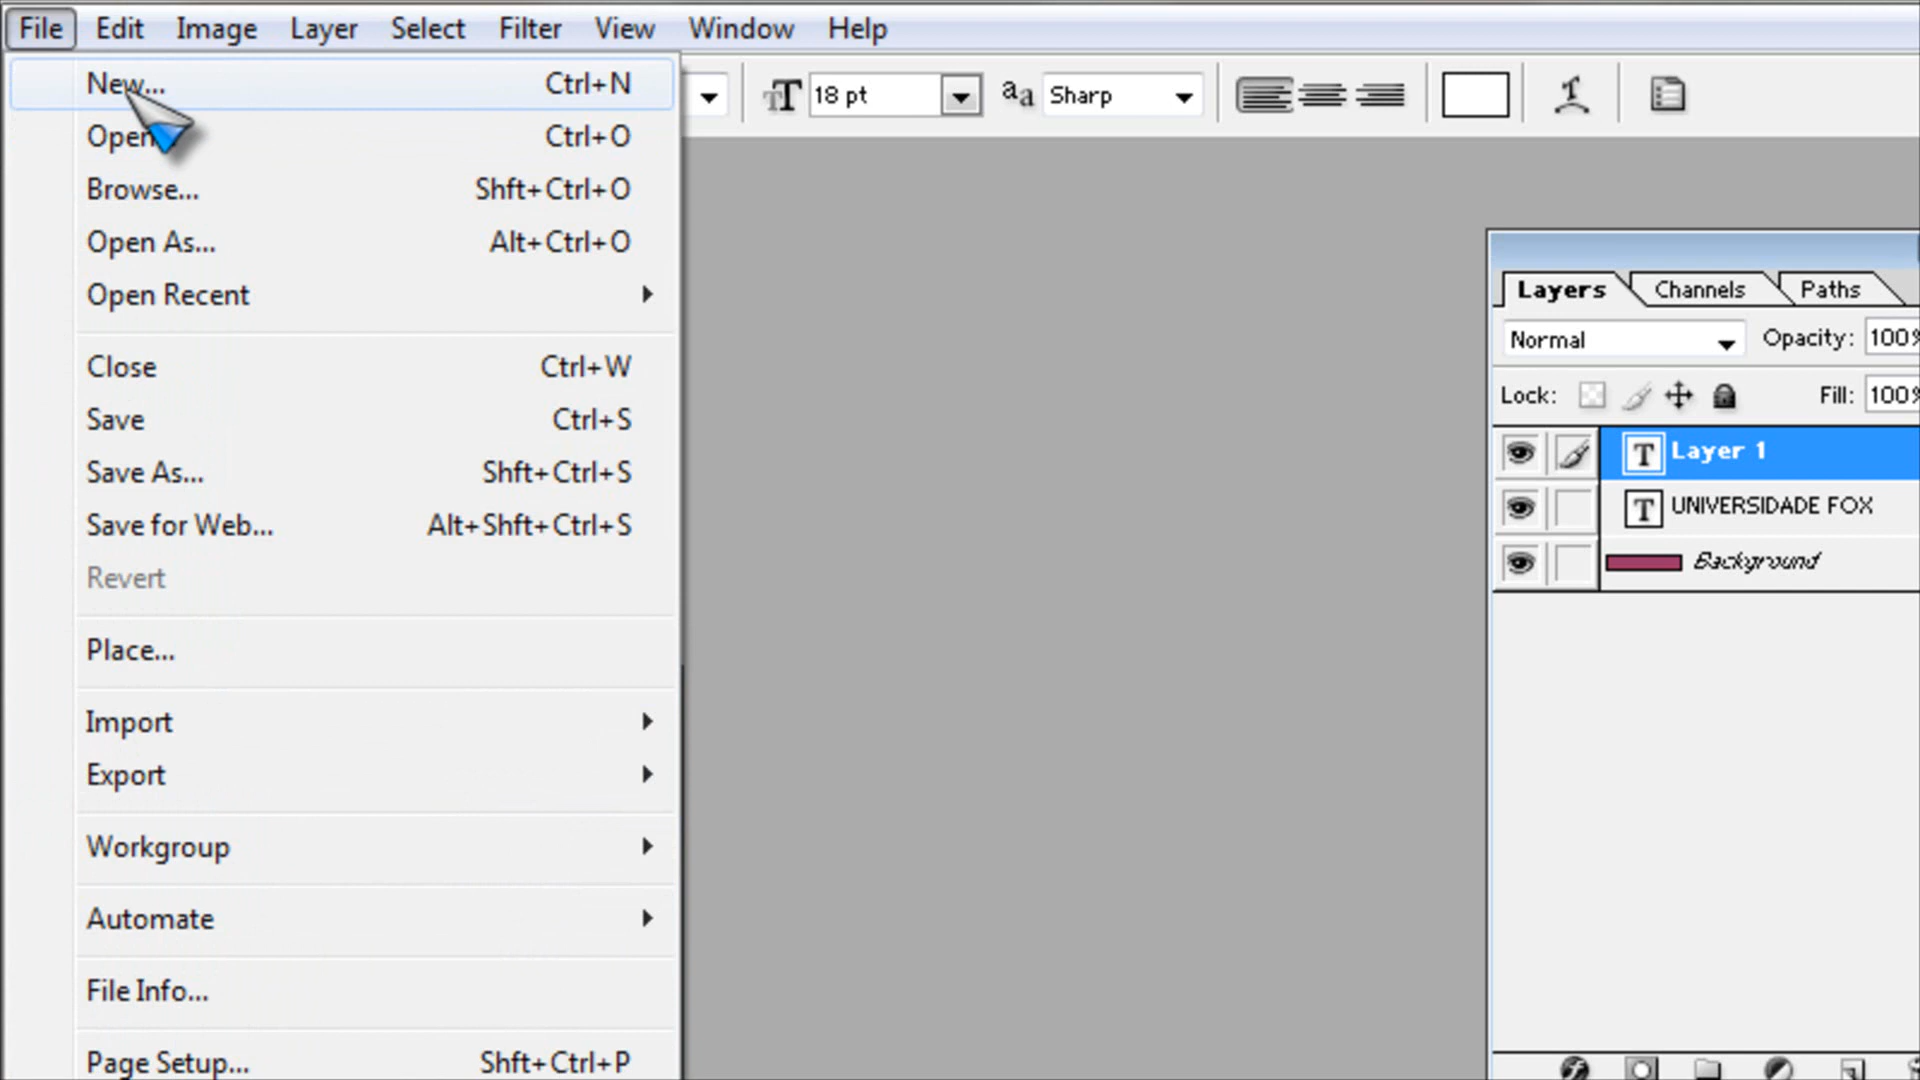 File Edit Image Layer Select Filter View Window Help
New... Ctrl+N
18 pt
aa
Sharp
Open Ctrl+O
Browse... Shft+Ctrl+O
Open As... Alt+Ctrl+O
Open Recent
Close Ctrl+W
Save Ctrl+S
Save As... Shft+Ctrl+S
Save for Web... Alt+Shft+Ctrl+S
Revert
Place...
Import
Export
Workgroup
Automate
File Info...
Page Setup... Shft+Ctrl+P
Layers Channels Paths
Normal Opacity: 100%
Lock: Fill: 100%
T Layer 1
T UNIVERSIDADE FOX
Background